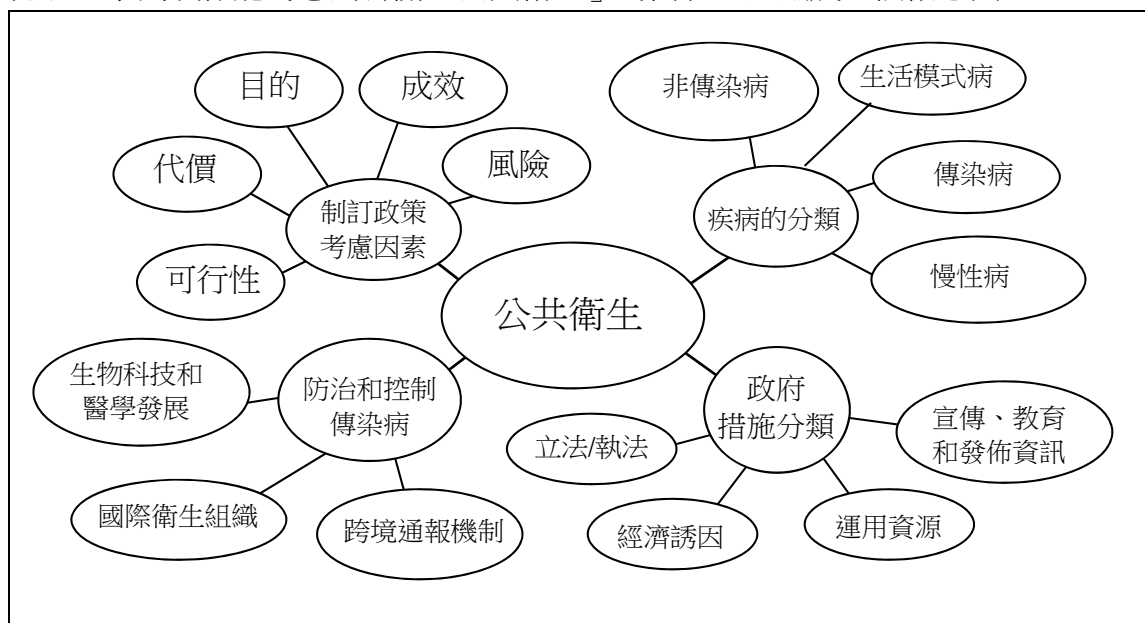 目的
成效
代價
風險
制訂政策
考慮因素
可行性
非傳染病
生活模式病
傳染病
疾病的分類
慢性病
公共衛生
生物科技和
醫學發展
防治和控制
傳染病
國際衛生組織
跨境通報機制
政府
措施分類
立法/執法
宣傳、教育
和發佈資訊
經濟誘因
運用資源